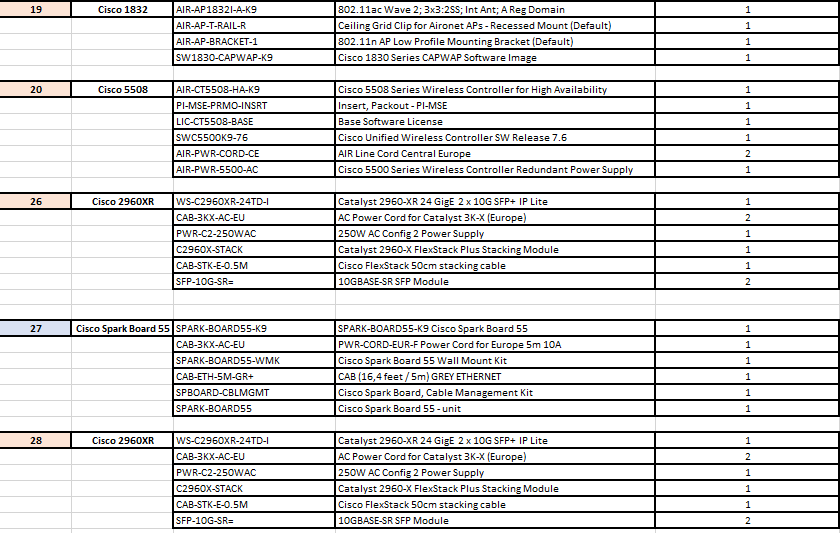 19 Cisco 1832 AIR-AP1832I-A-K9 802.11ac Wave 2; 3x3:2SS; Int Ant; A Reg Domain 1
AIR-AP-T-RAIL-R Ceiling Grid Clip for Aironet APs - Recessed Mount (Default) 1
AIR-AP-BRACKET-1 802.11n AP Low Profile Mounting Bracket (Default) 1
SW1830-CAPWAP-K9 Cisco 1830 Series CAPWAP Software Image 1
20 Cisco 5508 AIR-CT5508-HA-K9 Cisco 5508 Series Wireless Controller for High Availability 1
PI-MSE-PRMO-INSRT Insert, Packout - PI-MSE 1
LIC-CT5508-BASE Base Software License 1
SWC5500K9-76 Cisco Unified Wireless Controller SW Release 7.6 1
AIR-PWR-CORD-CE AIR Line Cord Central Europe 2
AIR-PWR-5500-AC Cisco 5500 Series Wireless Controller Redundant Power Supply 1
26 Cisco 2960XR WS-C2960XR-24TD-I Catalyst 2960-XR 24 GigE 2 x 10G SFP+ IP Lite 1
CAB-3KX-AC-EU AC Power Cord for Catalyst 3K-X (Europe) 2
PWR-C2-250WAC 250W AC Config 2 Power Supply 1
C2960X-STACK Catalyst 2960-X FlexStack Plus Stacking Module 1
CAB-STK-E-0.5M Cisco FlexStack 50cm stacking cable 1
SFP-10G-SR= 10GBASE-SR SFP Module 2
27 Cisco Spark Board 55 SPARK-BOARD55-K9 SPARK-BOARD55-K9 Cisco Spark Board 55 1
CAB-3KX-AC-EU PWR-CORD-EUR-F Power Cord for Europe 5m 10A 1
SPARK-BOARD55-WMK Cisco Spark Board 55 Wall Mount Kit 1
CAB-ETH-5M-GR+ CAB (16,4 feet / 5m) GREY ETHERNET 1
SPBOARD-CBLMGMT Cisco Spark Board, Cable Management Kit 1
SPARK-BOARD55 Cisco Spark Board 55 - unit 1
28 Cisco 2960XR WS-C2960XR-24TD-I Catalyst 2960-XR 24 GigE 2 x 10G SFP+ IP Lite 1
CAB-3KX-AC-EU AC Power Cord for Catalyst 3K-X (Europe) 2
PWR-C2-250WAC 250W AC Config 2 Power Supply 1
C2960X-STACK Catalyst 2960-X FlexStack Plus Stacking Module 1
CAB-STK-E-0.5M Cisco FlexStack 50cm stacking cable 1
SFP-10G-SR= 10GBASE-SR SFP Module 2